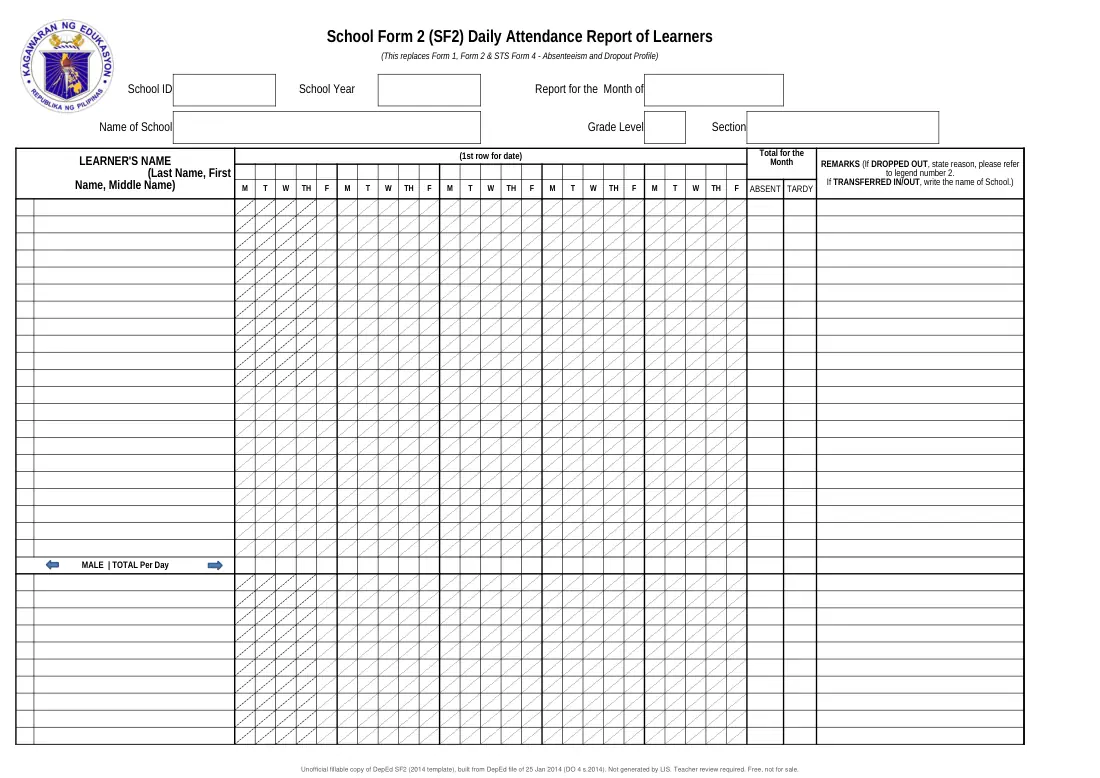 KAGAWARAN NG EDUKASYON
REPUBLIKA NG PILIPINAS
School Form 2 (SF2) Daily Attendance Report of Learners
(This replaces Form 1, Form 2 & STS Form 4 - Absenteeism and Dropout Profile)
School ID School Year Report for the Month of
Name of School Grade Level Section
LEARNER'S NAME
(Last Name, First
Name, Middle Name)
(1st row for date)
M T W TH F M T W TH F M T W TH F M T W TH F M T W TH F
Total for the
Month
ABSENT TARDY
REMARKS (If DROPPED OUT, state reason, please refer
to legend number 2.
If TRANSFERRED IN/OUT, write the name of School.)
MALE | TOTAL Per Day
Unofficial fillable copy of DepEd SF2 (2014 template), built from DepEd file of 25 Jan 2014 (DO 4 s.2014). Not generated by LIS. Teacher review required. Free, not for sale.